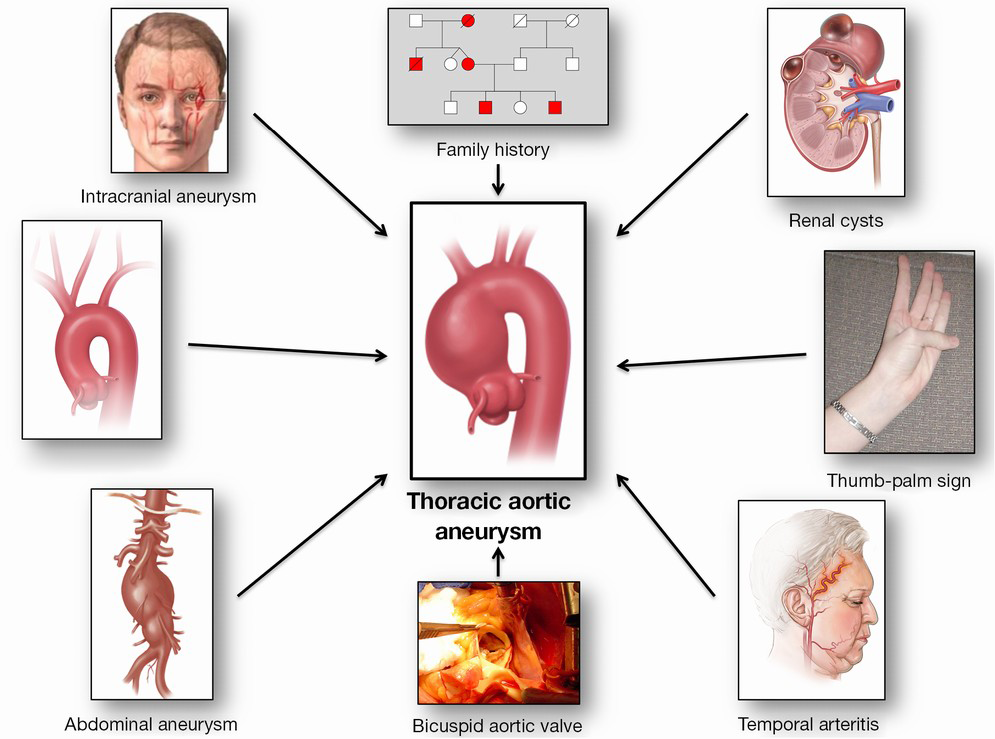 Family history
Intracranial aneurysm
Renal cysts
Thumb-palm sign
Thoracic aortic
aneurysm
Abdominal aneurysm
Bicuspid aortic valve
Temporal arteritis